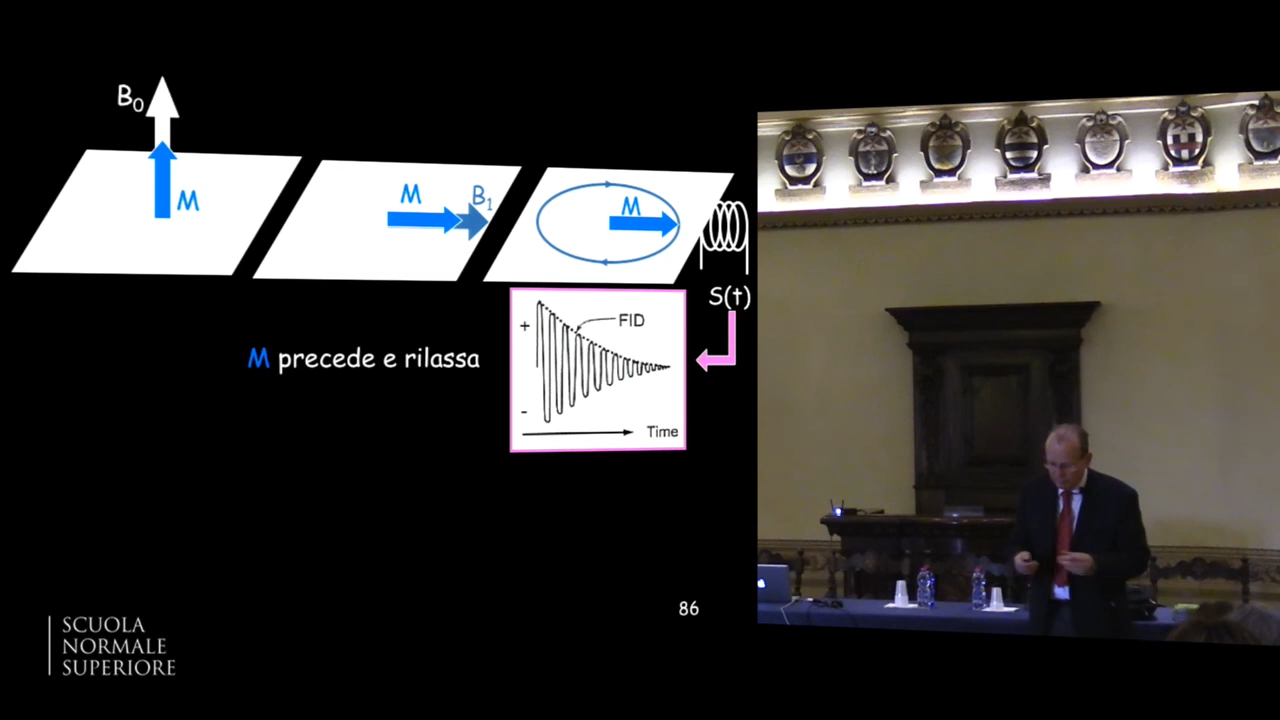 B₀
M
M
B₁
M
S(t)
+
FID
M precede e rilassa
-
Time
86
SCUOLA
NORMALE
SUPERIORE